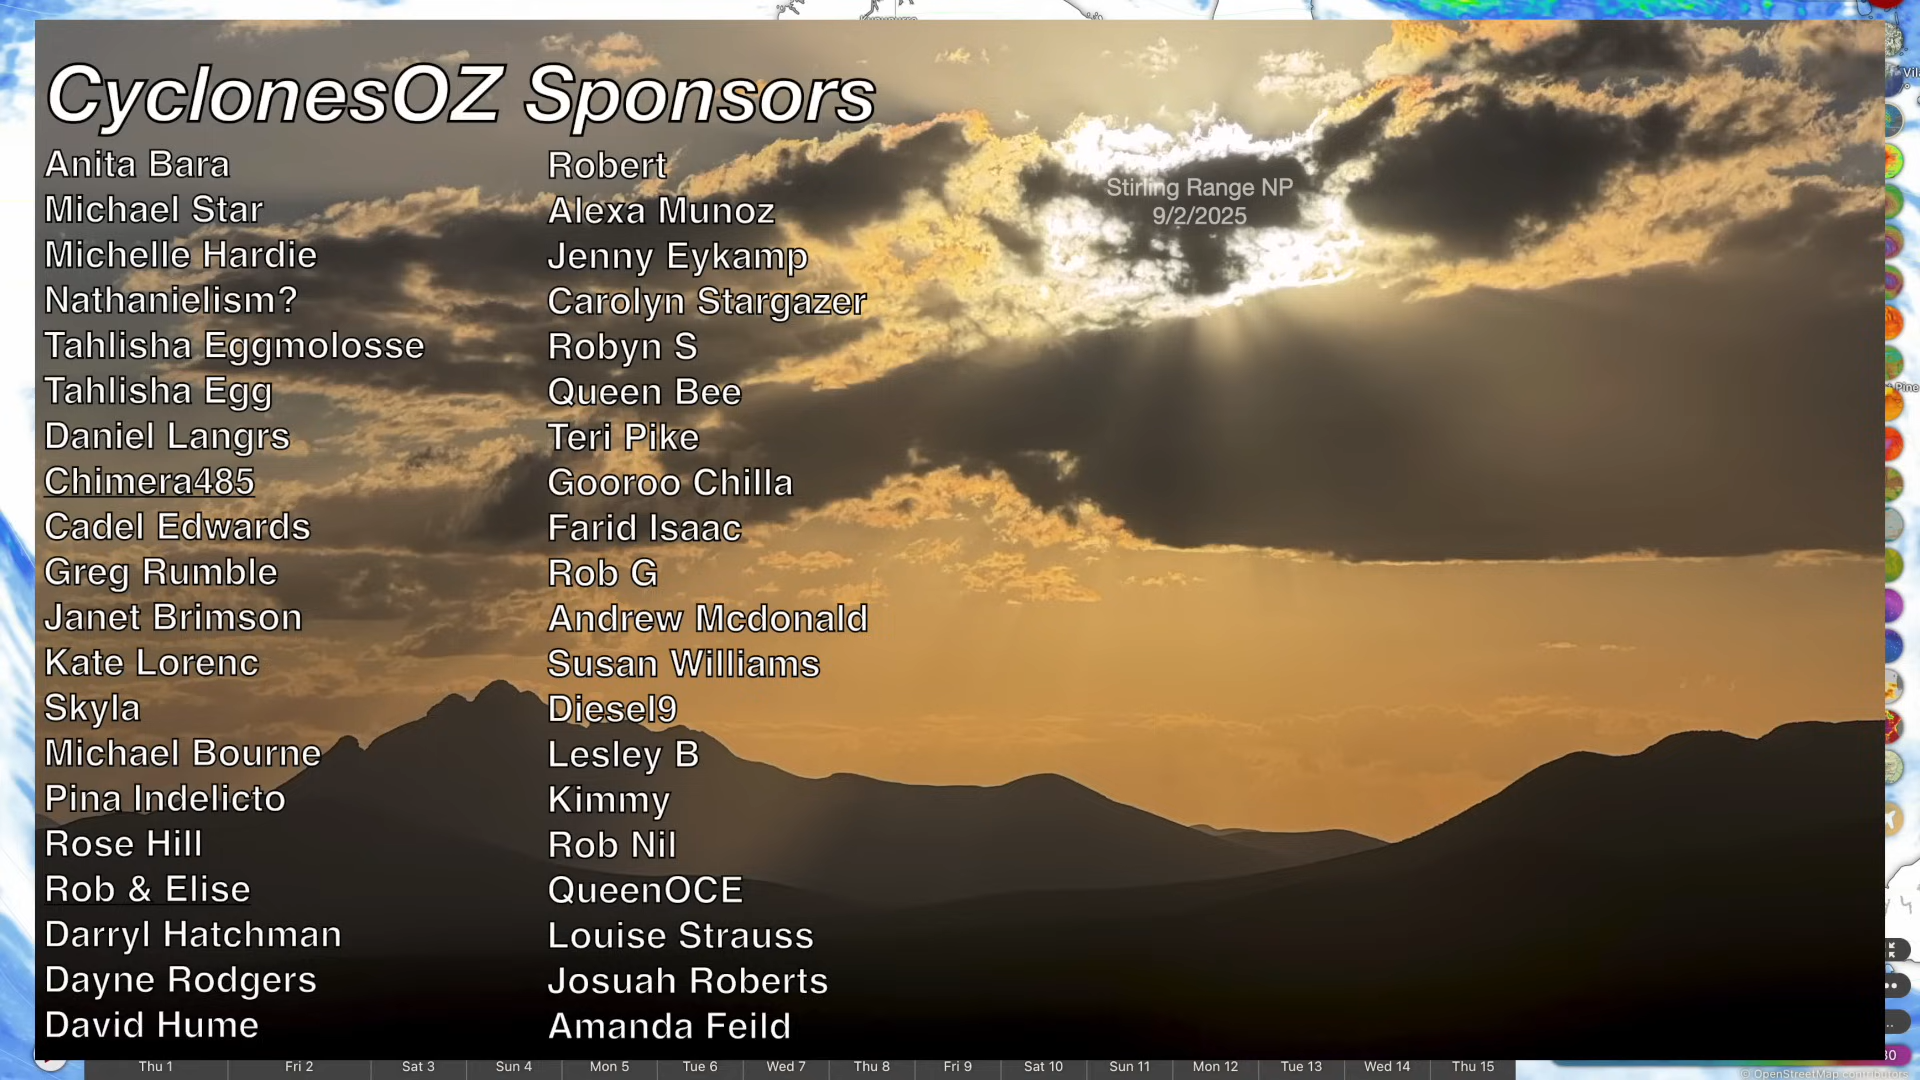 CyclonesOZ Sponsors
Anita Bara
Michael Star
Michelle Hardie
Nathanielism?
Tahlisha Eggmolosse
Tahlisha Egg
Daniel Langrs
Chimera485
Cadel Edwards
Greg Rumble
Janet Brimson
Kate Lorenc
Skyla
Michael Bourne
Pina Indelicto
Rose Hill
Rob & Elise
Darryl Hatchman
Dayne Rodgers
David Hume
Robert
Alexa Munoz
Jenny Eykamp
Carolyn Stargazer
Robyn S
Queen Bee
Teri Pike
Gooroo Chilla
Farid Isaac
Rob G
Andrew Mcdonald
Susan Williams
Diesel9
Lesley B
Kimmy
Rob Nil
QueenOCE
Louise Strauss
Josuah Roberts
Amanda Feild
Stirling Range NP
9/2/2025
Pine
Thu 1 Fri 2 Sat 3 Sun 4 Mon 5 Tue 6 Wed 7 Thu 8 Fri 9 Sat 10 Sun 11 Mon 12 Tue 13 Wed 14 Thu 15
© OpenStreetMap contributors